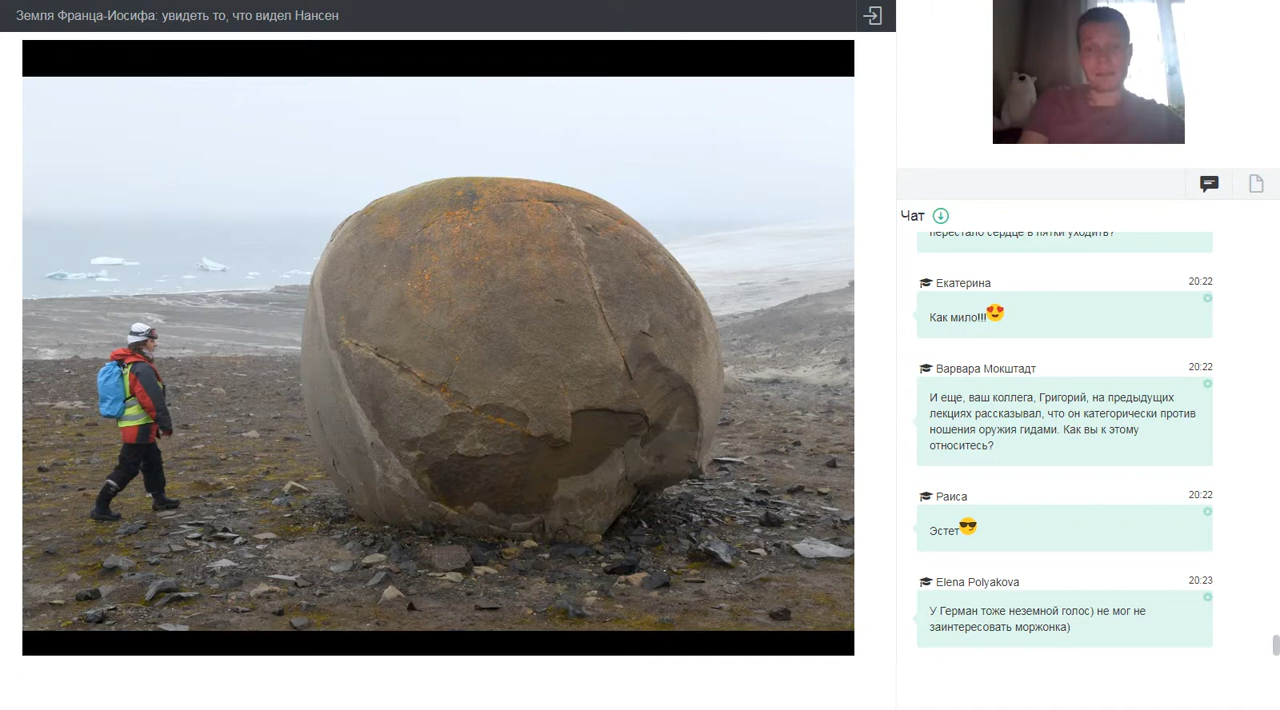 Земля Франца-Иосифа: увидеть то, что видел Нансен
Чат
перестало сердце в пятки уходить?
Екатерина 20:22
Как мило!!!😍
Варвара Мокштадт 20:22
И еще, ваш коллега, Григорий, на предыдущих
лекциях рассказывал, что он категорически против
ношения оружия гидами. Как вы к этому
относитесь?
Раиса 20:22
Эстет😎
Elena Polyakova 20:23
У Герман тоже неземной голос) не мог не
заинтересовать моржонка)